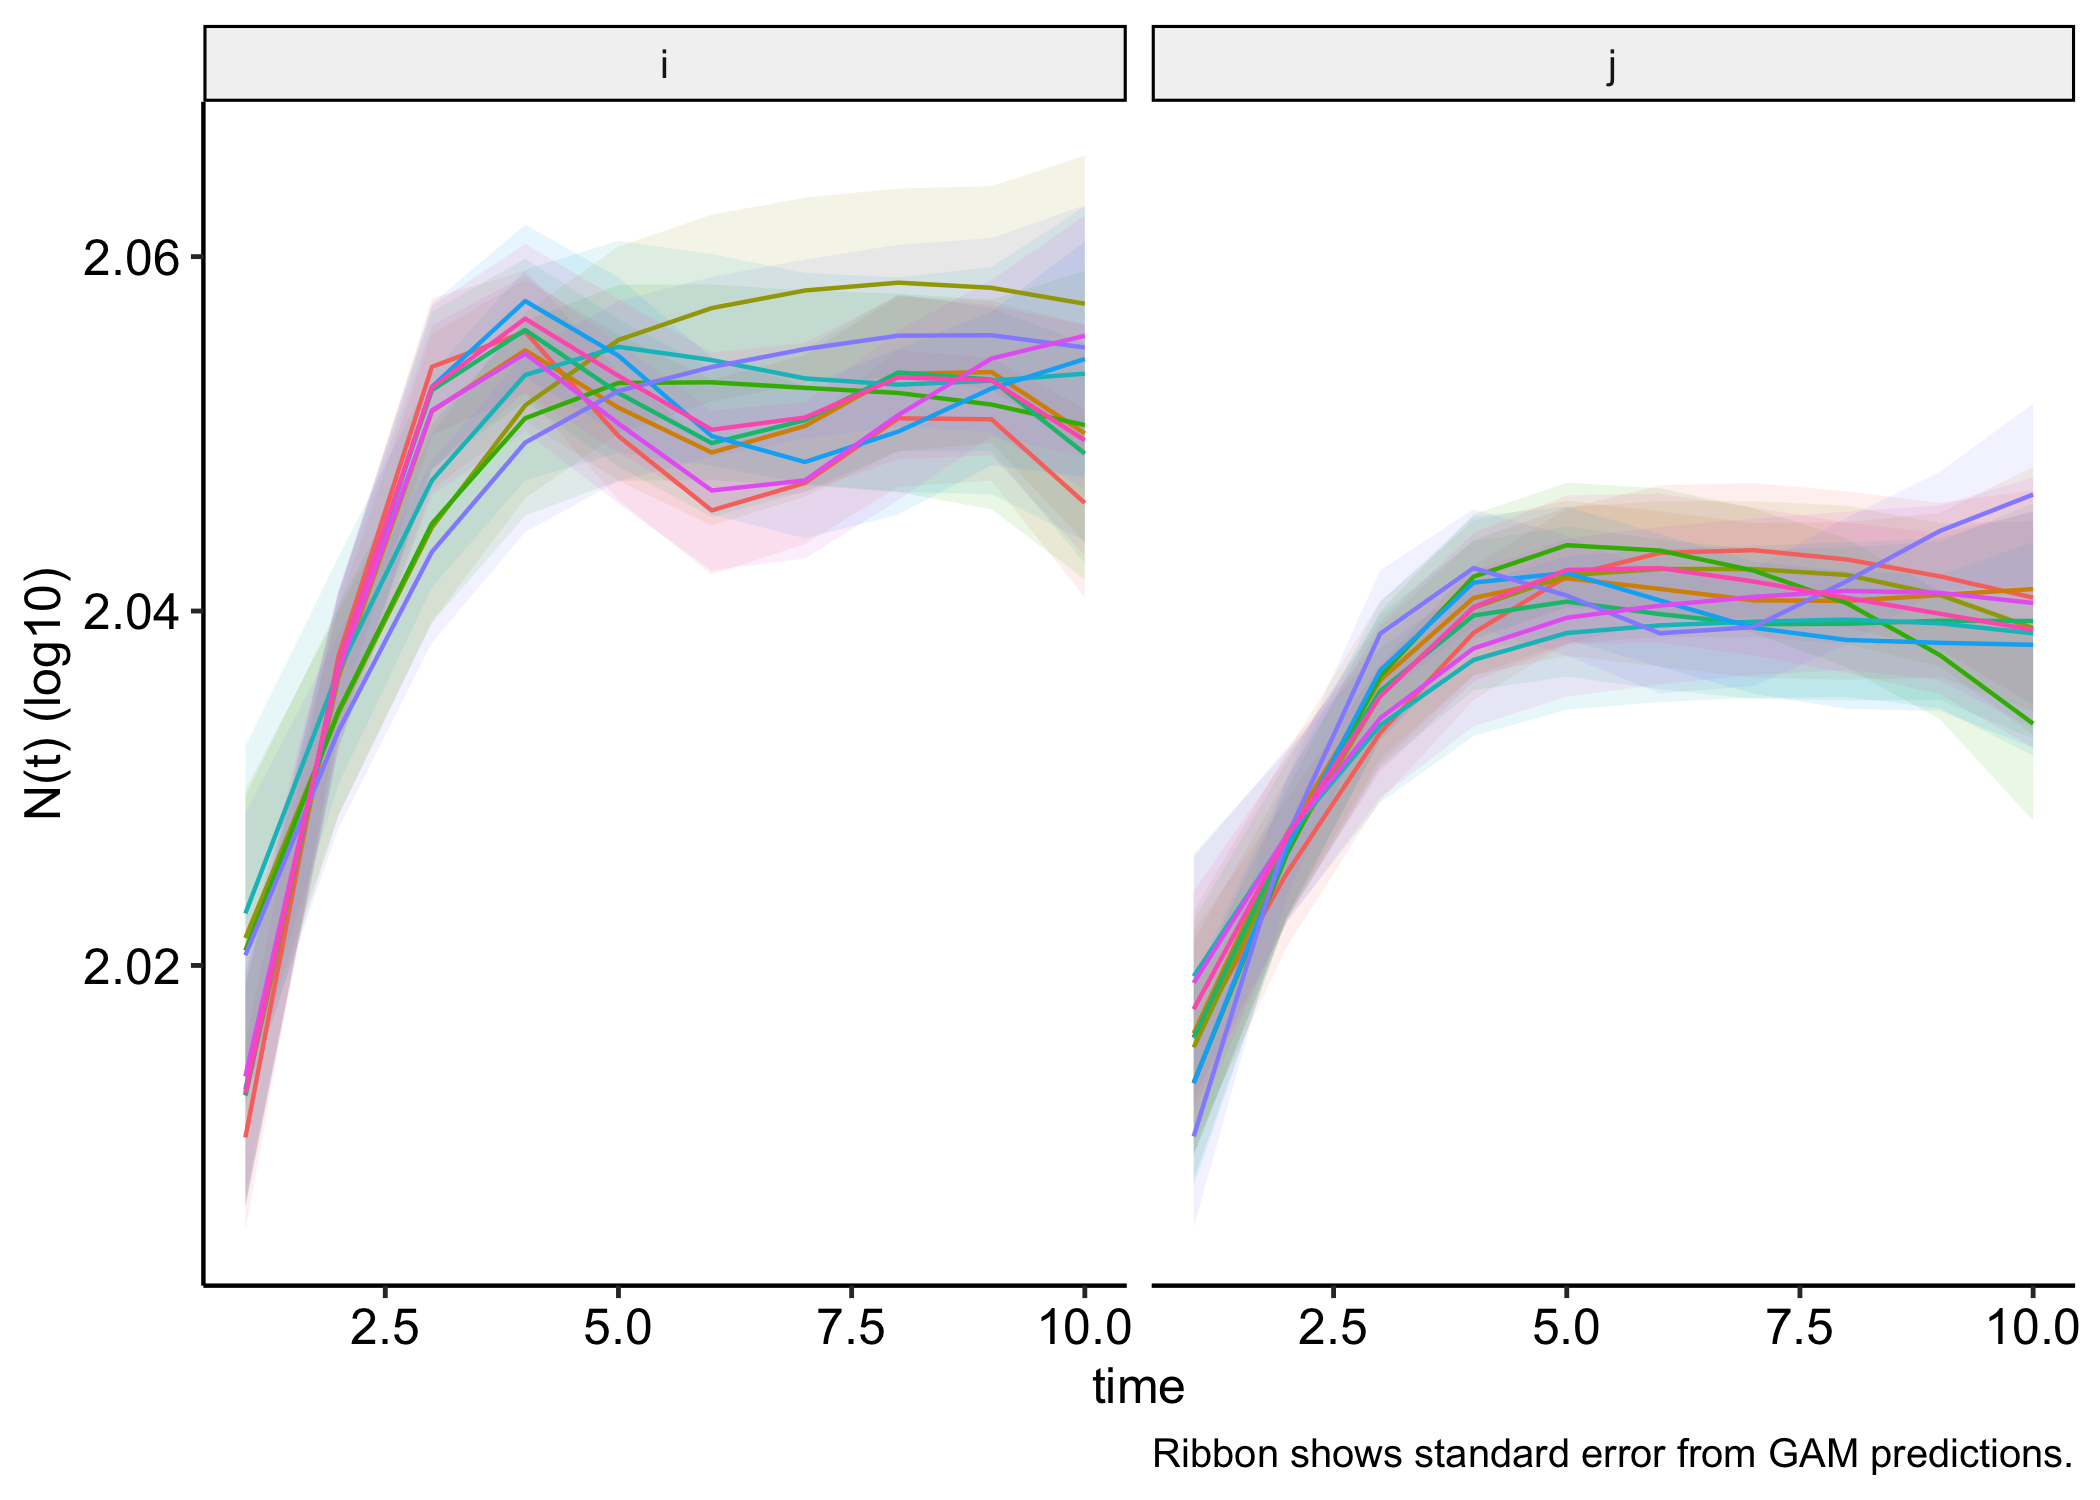 i
j
N(t) (log10)
2.06
2.04
2.02
2.5 5.0 7.5 10.0
2.5 5.0 7.5 10.0
time
Ribbon shows standard error from GAM predictions.